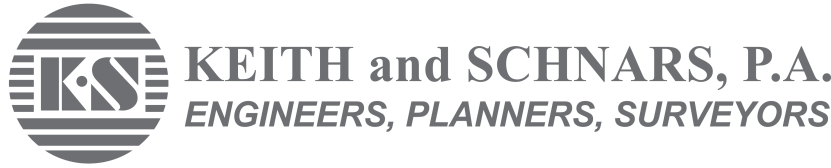 K·S
KEITH and SCHNARS, P.A.
ENGINEERS, PLANNERS, SURVEYORS